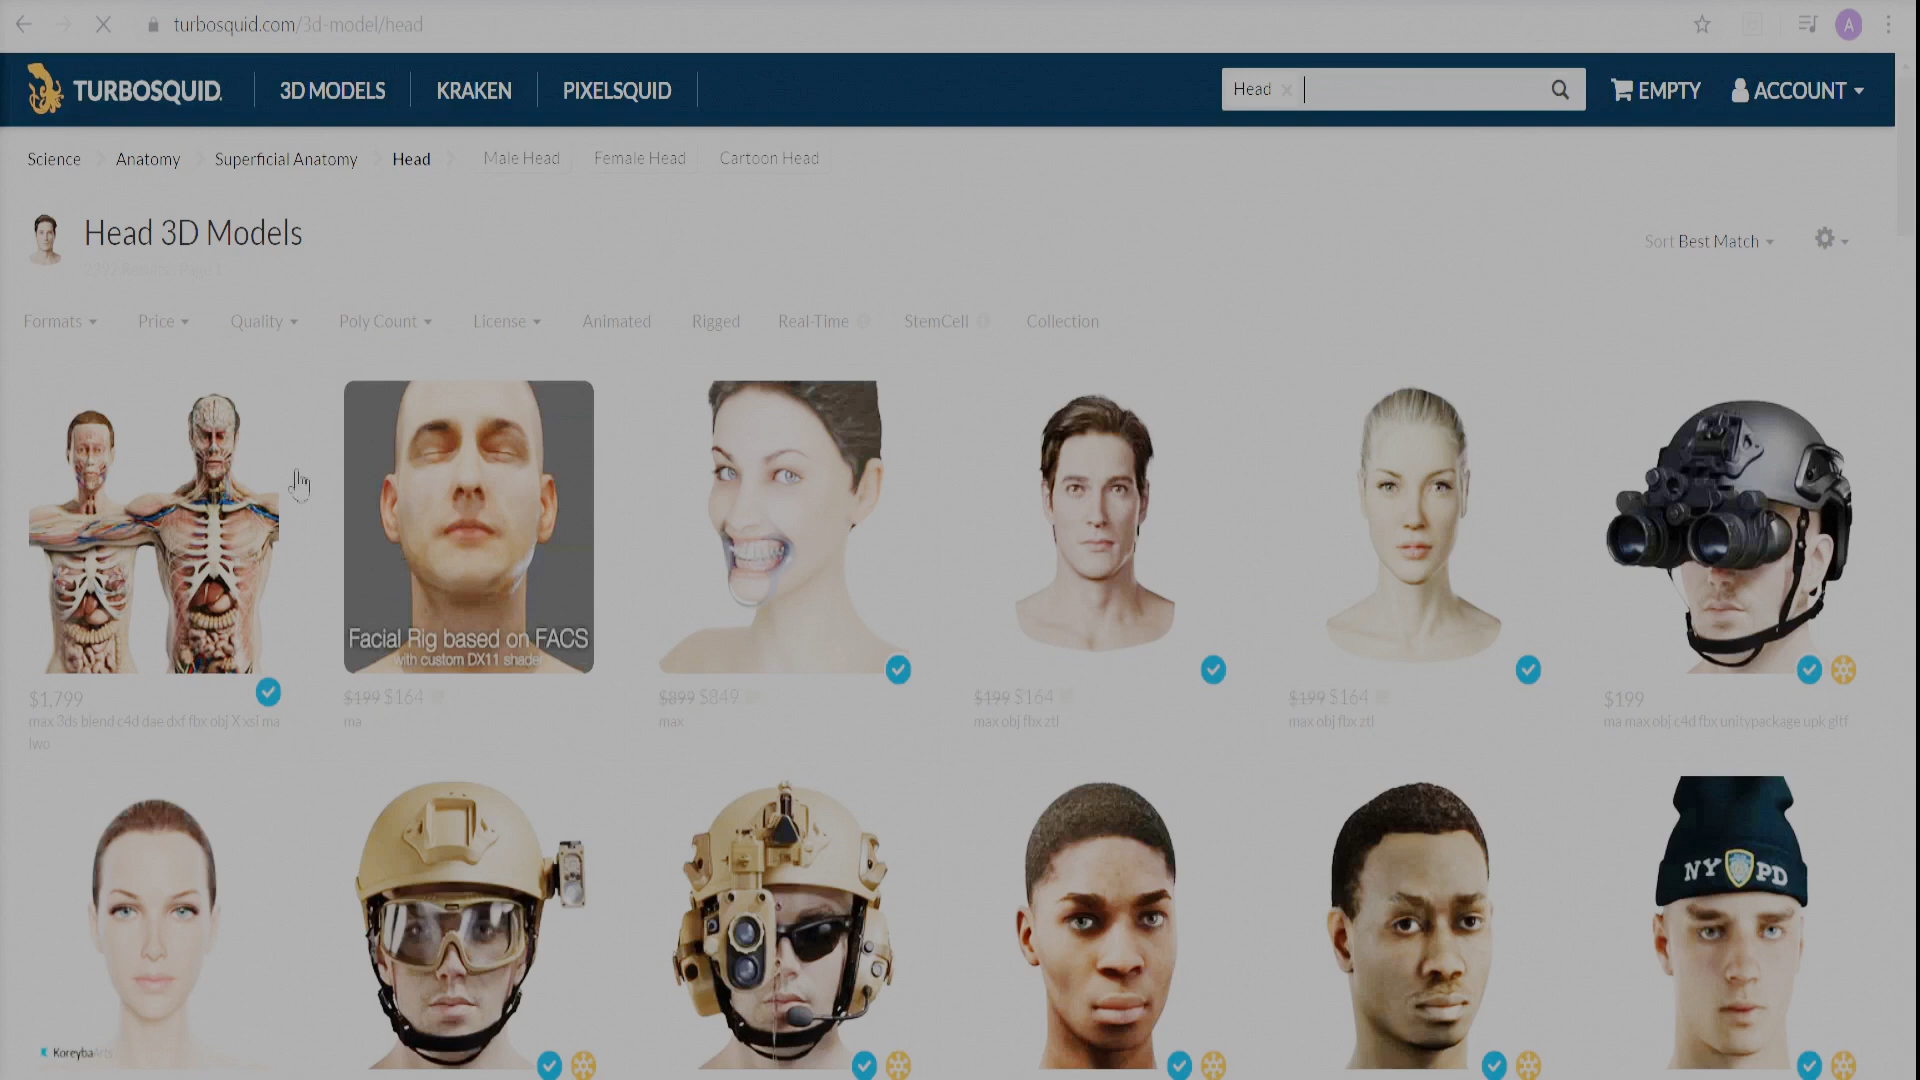 turbosquid.com/3d-model/head
A
TURBOSQUID.
3D MODELS
KRAKEN
PIXELSQUID
Head ×
EMPTY
ACCOUNT
Science
Anatomy
Superficial Anatomy
Head
Male Head
Female Head
Cartoon Head
Head 3D Models
Sort Best Match
Formats
Price
Quality
Poly Count
License
Animated
Rigged
Real-Time
StemCell
Collection
Facial Rig based on FACS
with custom DX11 shader
$1,799
max 3ds blend c4d dae dxf fbx obj X xsi ma
lwo
$199 $164
ma
$899 $849
max
$199 $164
max obj fbx ztl
$199 $164
max obj fbx ztl
$199
ma max obj c4d fbx unitypackage upk gltf
NYPD